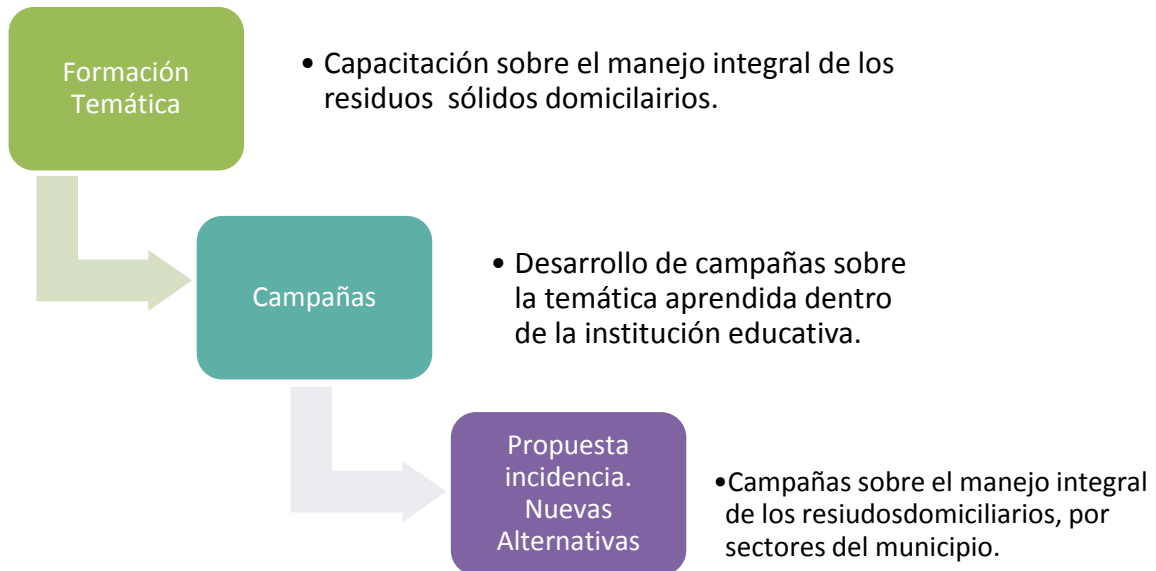 Formación
Temática
• Capacitación sobre el manejo integral de los
residuos sólidos domicilairios.
Campañas
• Desarrollo de campañas sobre
la temática aprendida dentro
de la institución educativa.
Propuesta
incidencia.
Nuevas
Alternativas
•Campañas sobre el manejo integral
de los resiudosdomiciliarios, por
sectores del municipio.